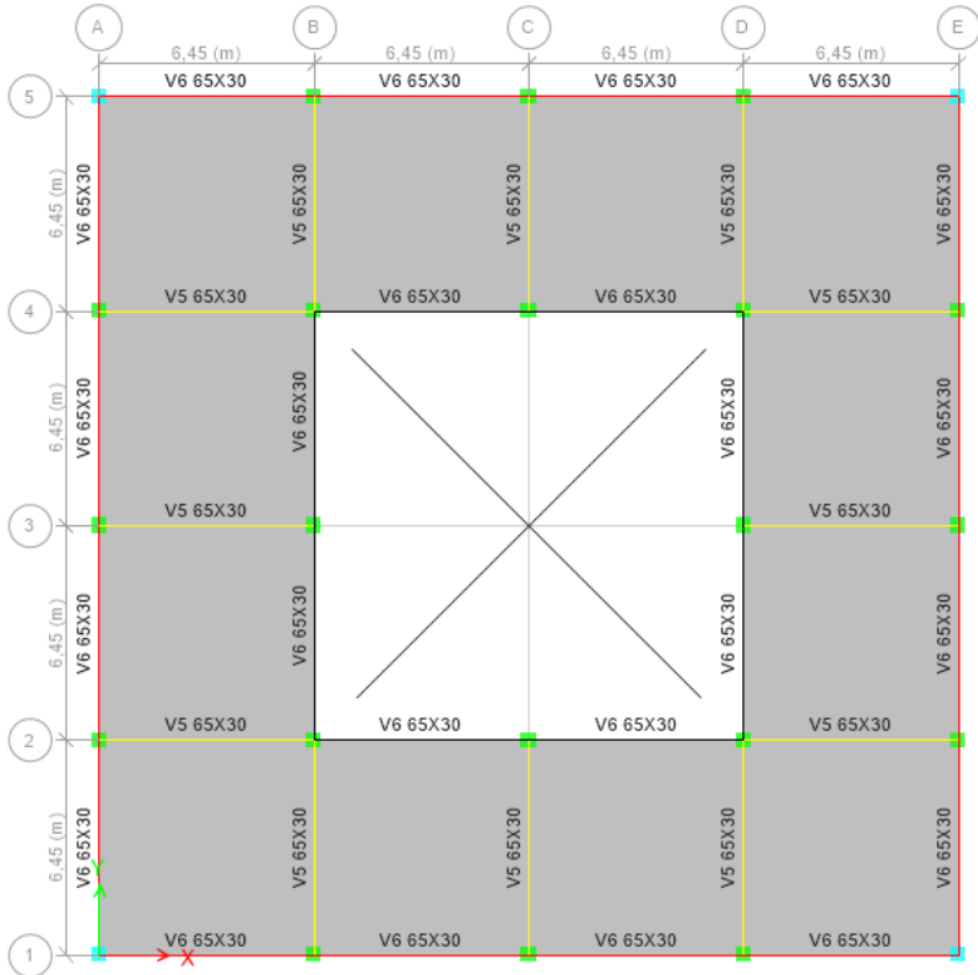 A B C D E
6,45 (m) 6,45 (m) 6,45 (m) 6,45 (m)
V6 65X30 V6 65X30 V6 65X30 V6 65X30
5
6,45 (m) V6 65X30 V5 65X30 V5 65X30 V5 65X30 V6 65X30
V5 65X30 V6 65X30 V6 65X30 V5 65X30
4
6,45 (m) V6 65X30 V6 65X30 V6 65X30 V6 65X30
V5 65X30 V5 65X30
3
6,45 (m) V6 65X30 V6 65X30 V6 65X30 V6 65X30
V5 65X30 V6 65X30 V6 65X30 V5 65X30
2
6,45 (m) V6 65X30 V5 65X30 V5 65X30 V5 65X30 V6 65X30
Y
V6 65X30 V6 65X30 V6 65X30 V6 65X30
1
X